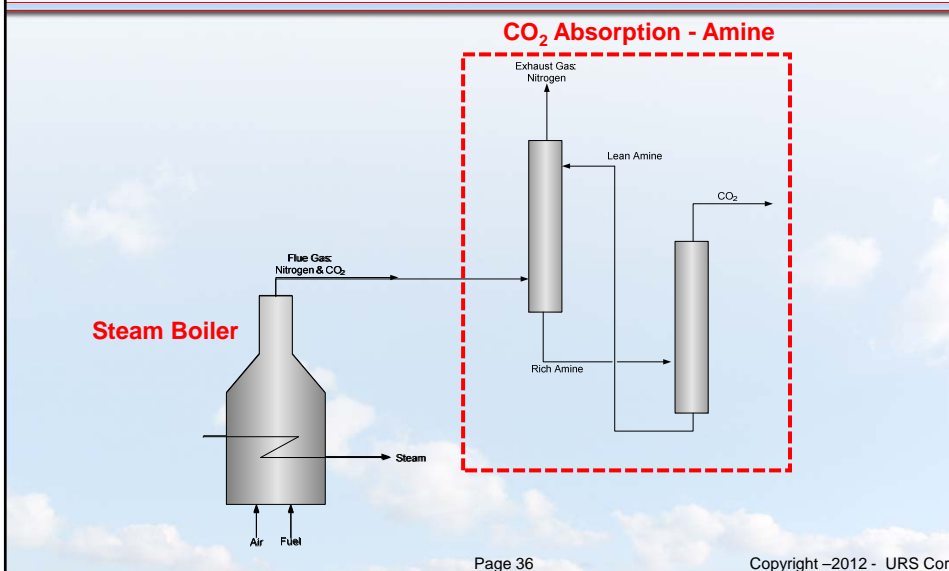 CO₂ Absorption - Amine
Exhaust Gas:
Nitrogen
Lean Amine
CO₂
Flue Gas:
Nitrogen & CO₂
Steam Boiler
Rich Amine
Steam
Air
Fuel
Page 36
Copyright –2012 - URS